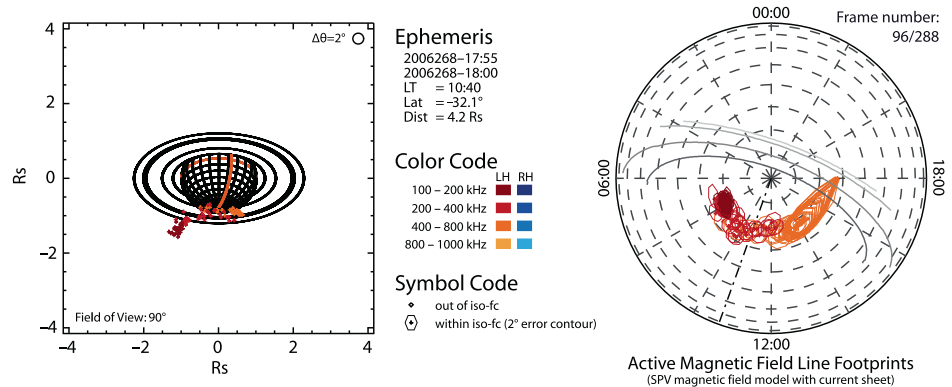 4
2
0
−2
−4
Rs
Δθ=2°
Field of View: 90°
−4 −2 0 2 4
Rs
Ephemeris
2006268–17:55
2006268–18:00
LT = 10:40
Lat = –32.1°
Dist = 4.2 Rs
Color Code
LH RH
100 – 200 kHz
200 – 400 kHz
400 – 800 kHz
800 – 1000 kHz
Symbol Code
out of iso-fc
within iso-fc (2° error contour)
00:00
Frame number:
96/288
06:00
18:00
12:00
Active Magnetic Field Line Footprints
(SPV magnetic field model with current sheet)